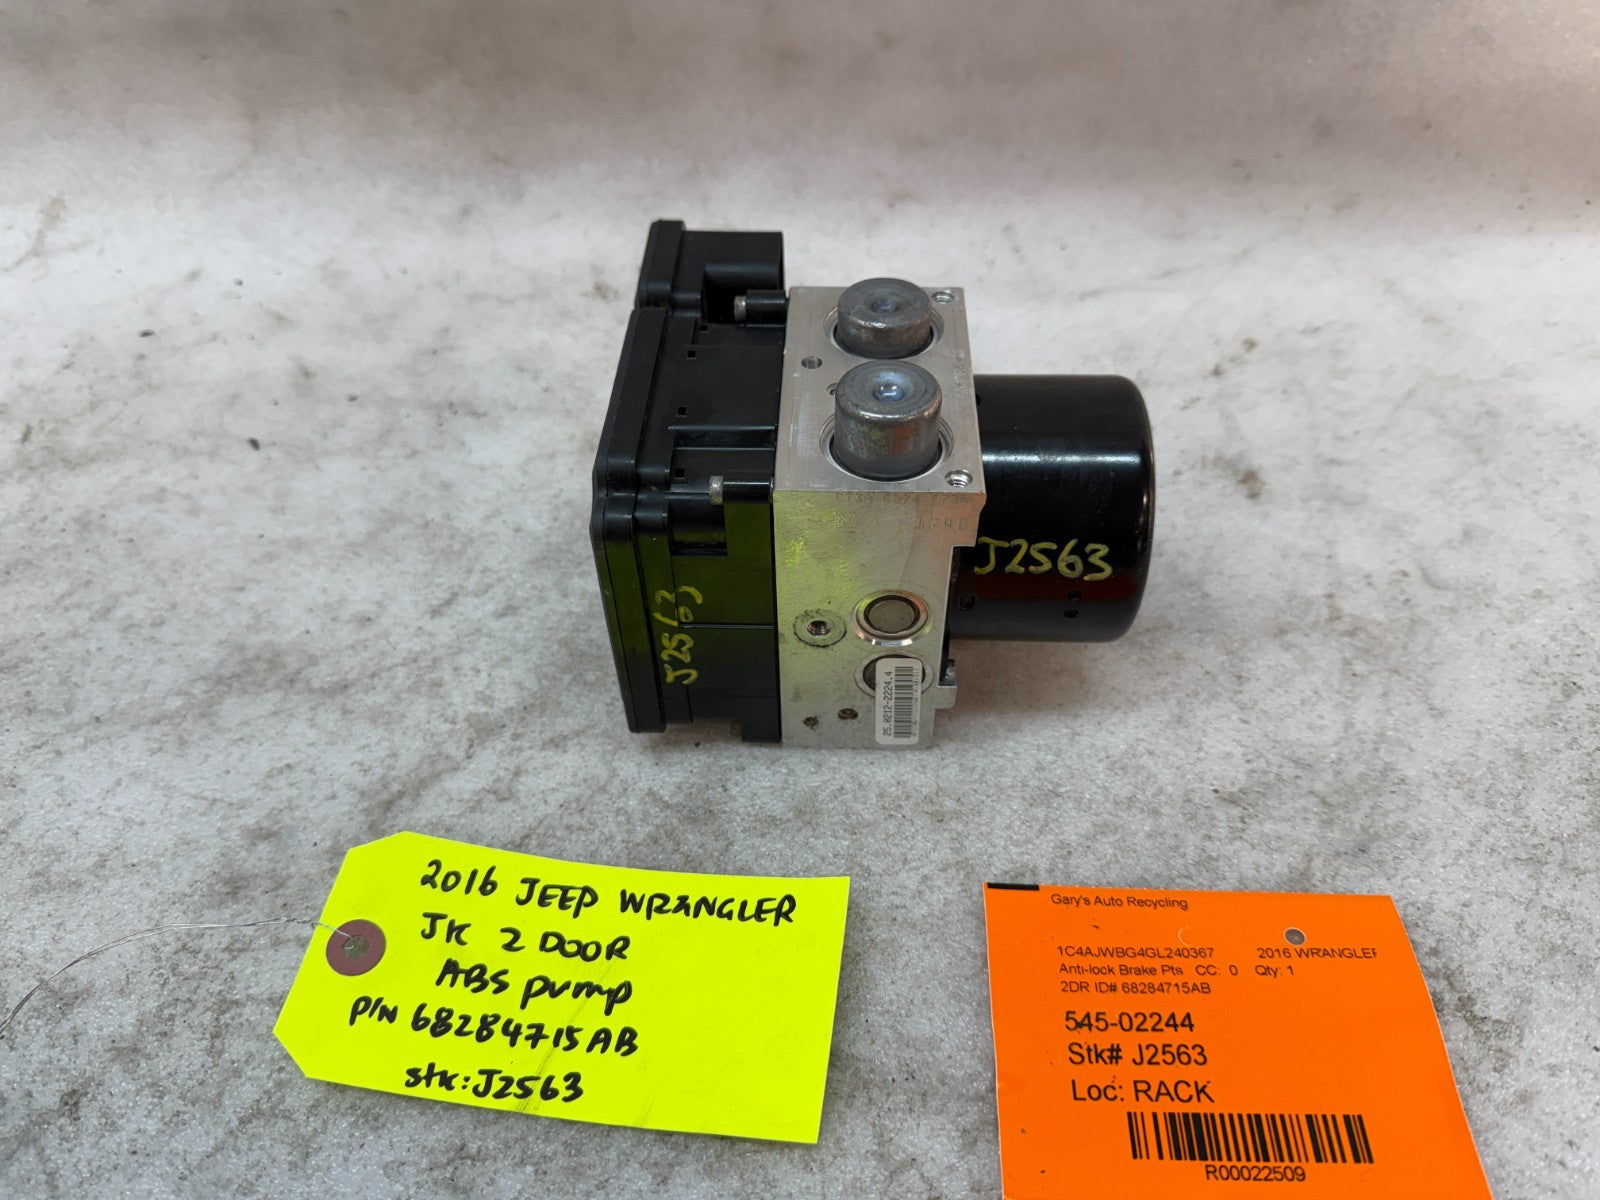 J2563
J2563
25.0212-2224.4
2016 JEEP WRANGLER
JK 2 DOOR
ABS pump
P/N 68284715AB
stk: J2563
Gary's Auto Recycling
1C4AJWBG4GL240367 2016 WRANGLER
Anti-lock Brake Pts CC: 0 Qty: 1
2DR ID# 68284715AB
545-02244
Stk# J2563
Loc: RACK
R00022509